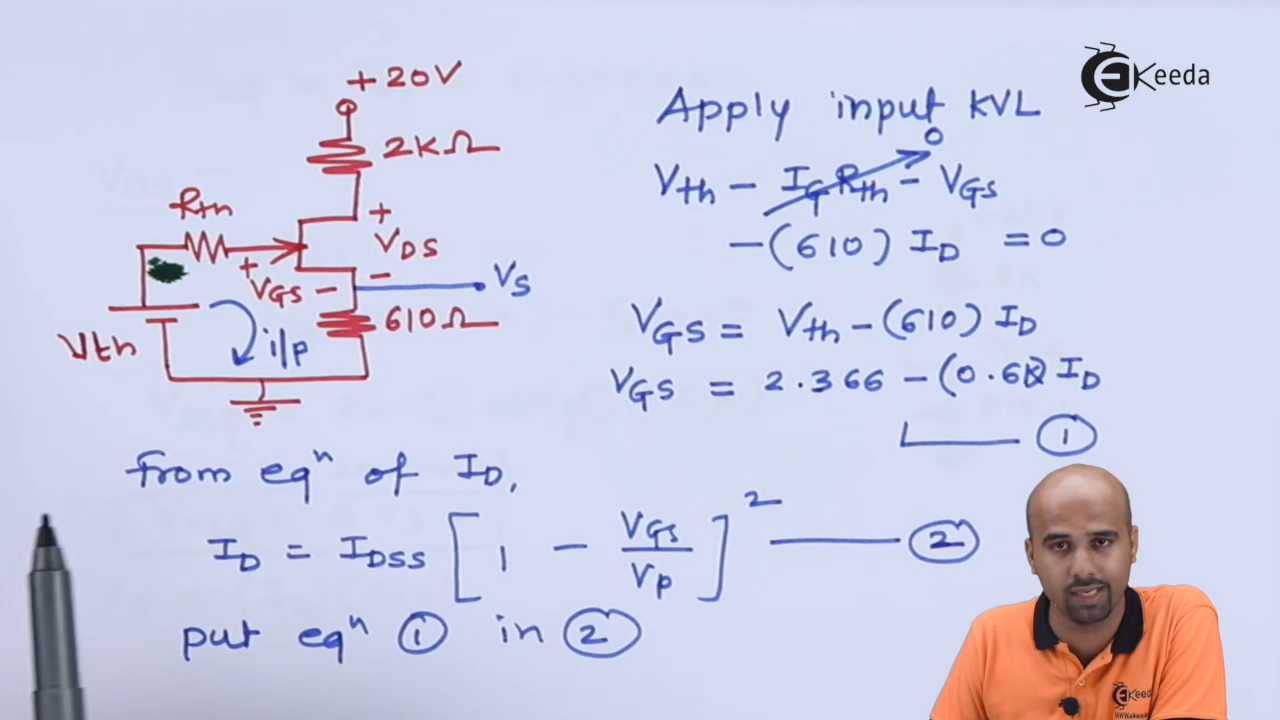 +20V
2KΩ
Rth
+
VDS
+
VGS -
-
VS
610Ω
Vth
i/p
Apply input KVL
Vth - IG Rth - VGS
0
-(610) ID = 0
VGS = Vth - (610) ID
VGS = 2.366 - (0.61) ID
①
from eqⁿ of ID,
ID = IDSS [1 - VGS/VP]² ②
put eqⁿ ① in ②
EKeeda
EKeeda